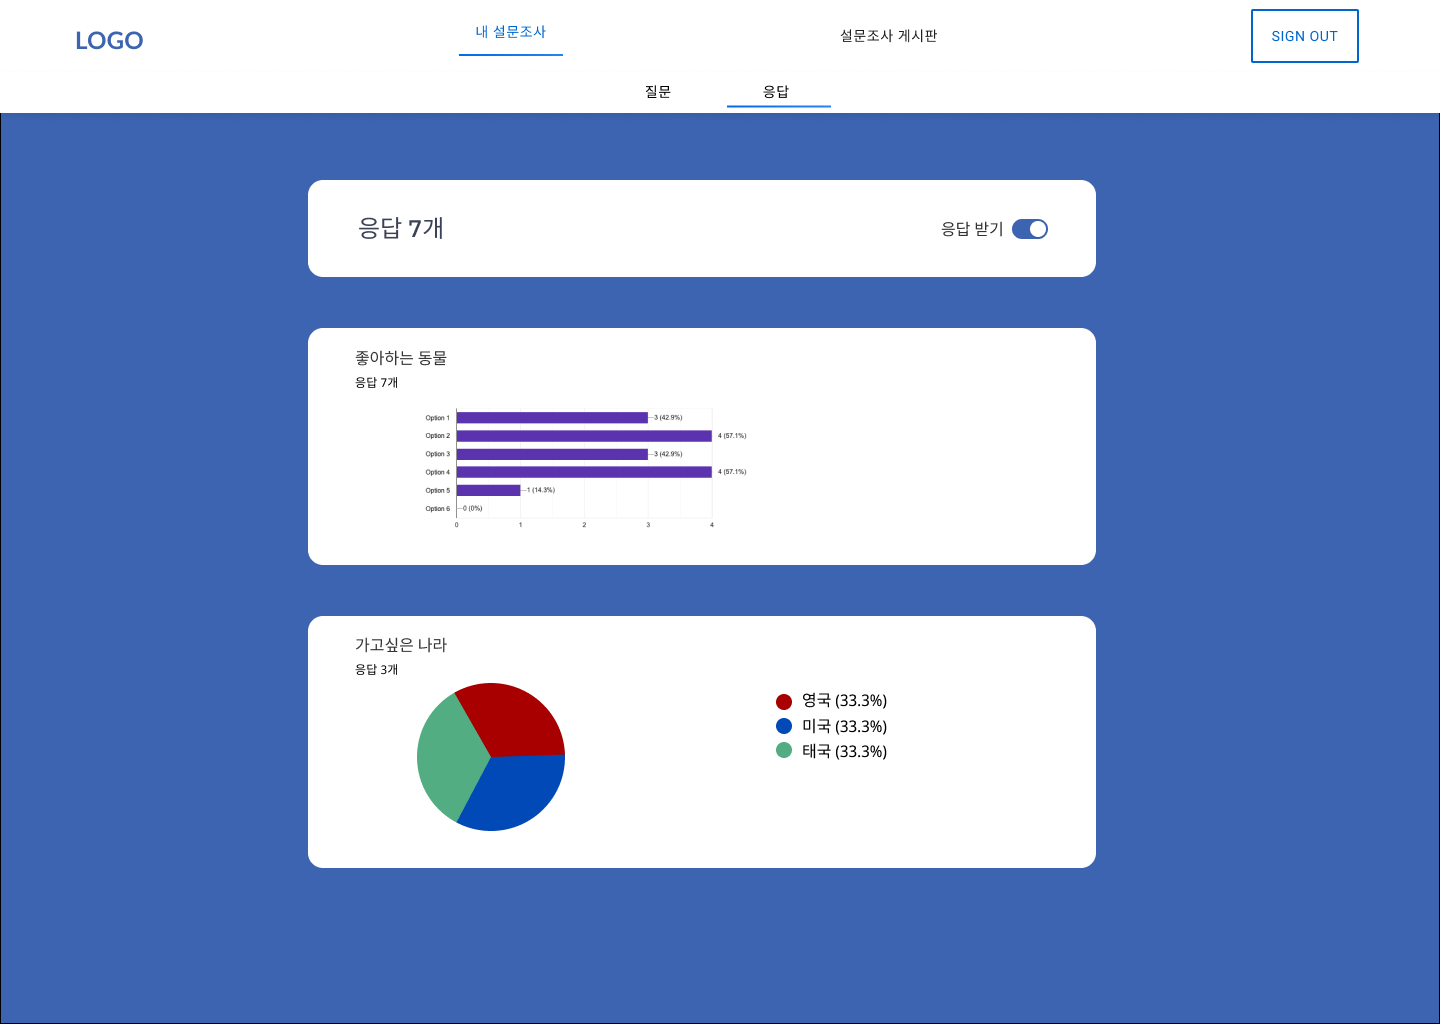 LOGO
내 설문조사
설문조사 게시판
SIGN OUT
질문
응답
응답 7개
응답 받기
좋아하는 동물
응답 7개
Option 1
3 (42.9%)
Option 2
4 (57.1%)
Option 3
3 (42.9%)
Option 4
4 (57.1%)
Option 5
1 (14.3%)
Option 6
0 (0%)
0 1 2 3 4
가고싶은 나라
응답 3개
영국 (33.3%)
미국 (33.3%)
태국 (33.3%)